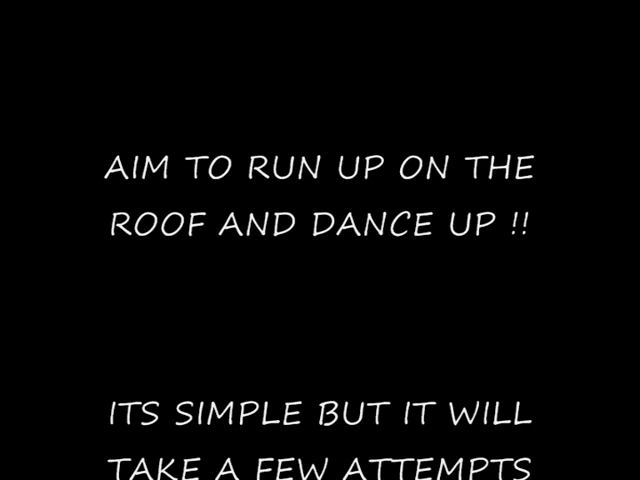 AIM TO RUN UP ON THE
ROOF AND DANCE UP !!
ITS SIMPLE BUT IT WILL
TAKE A FEW ATTEMPTS